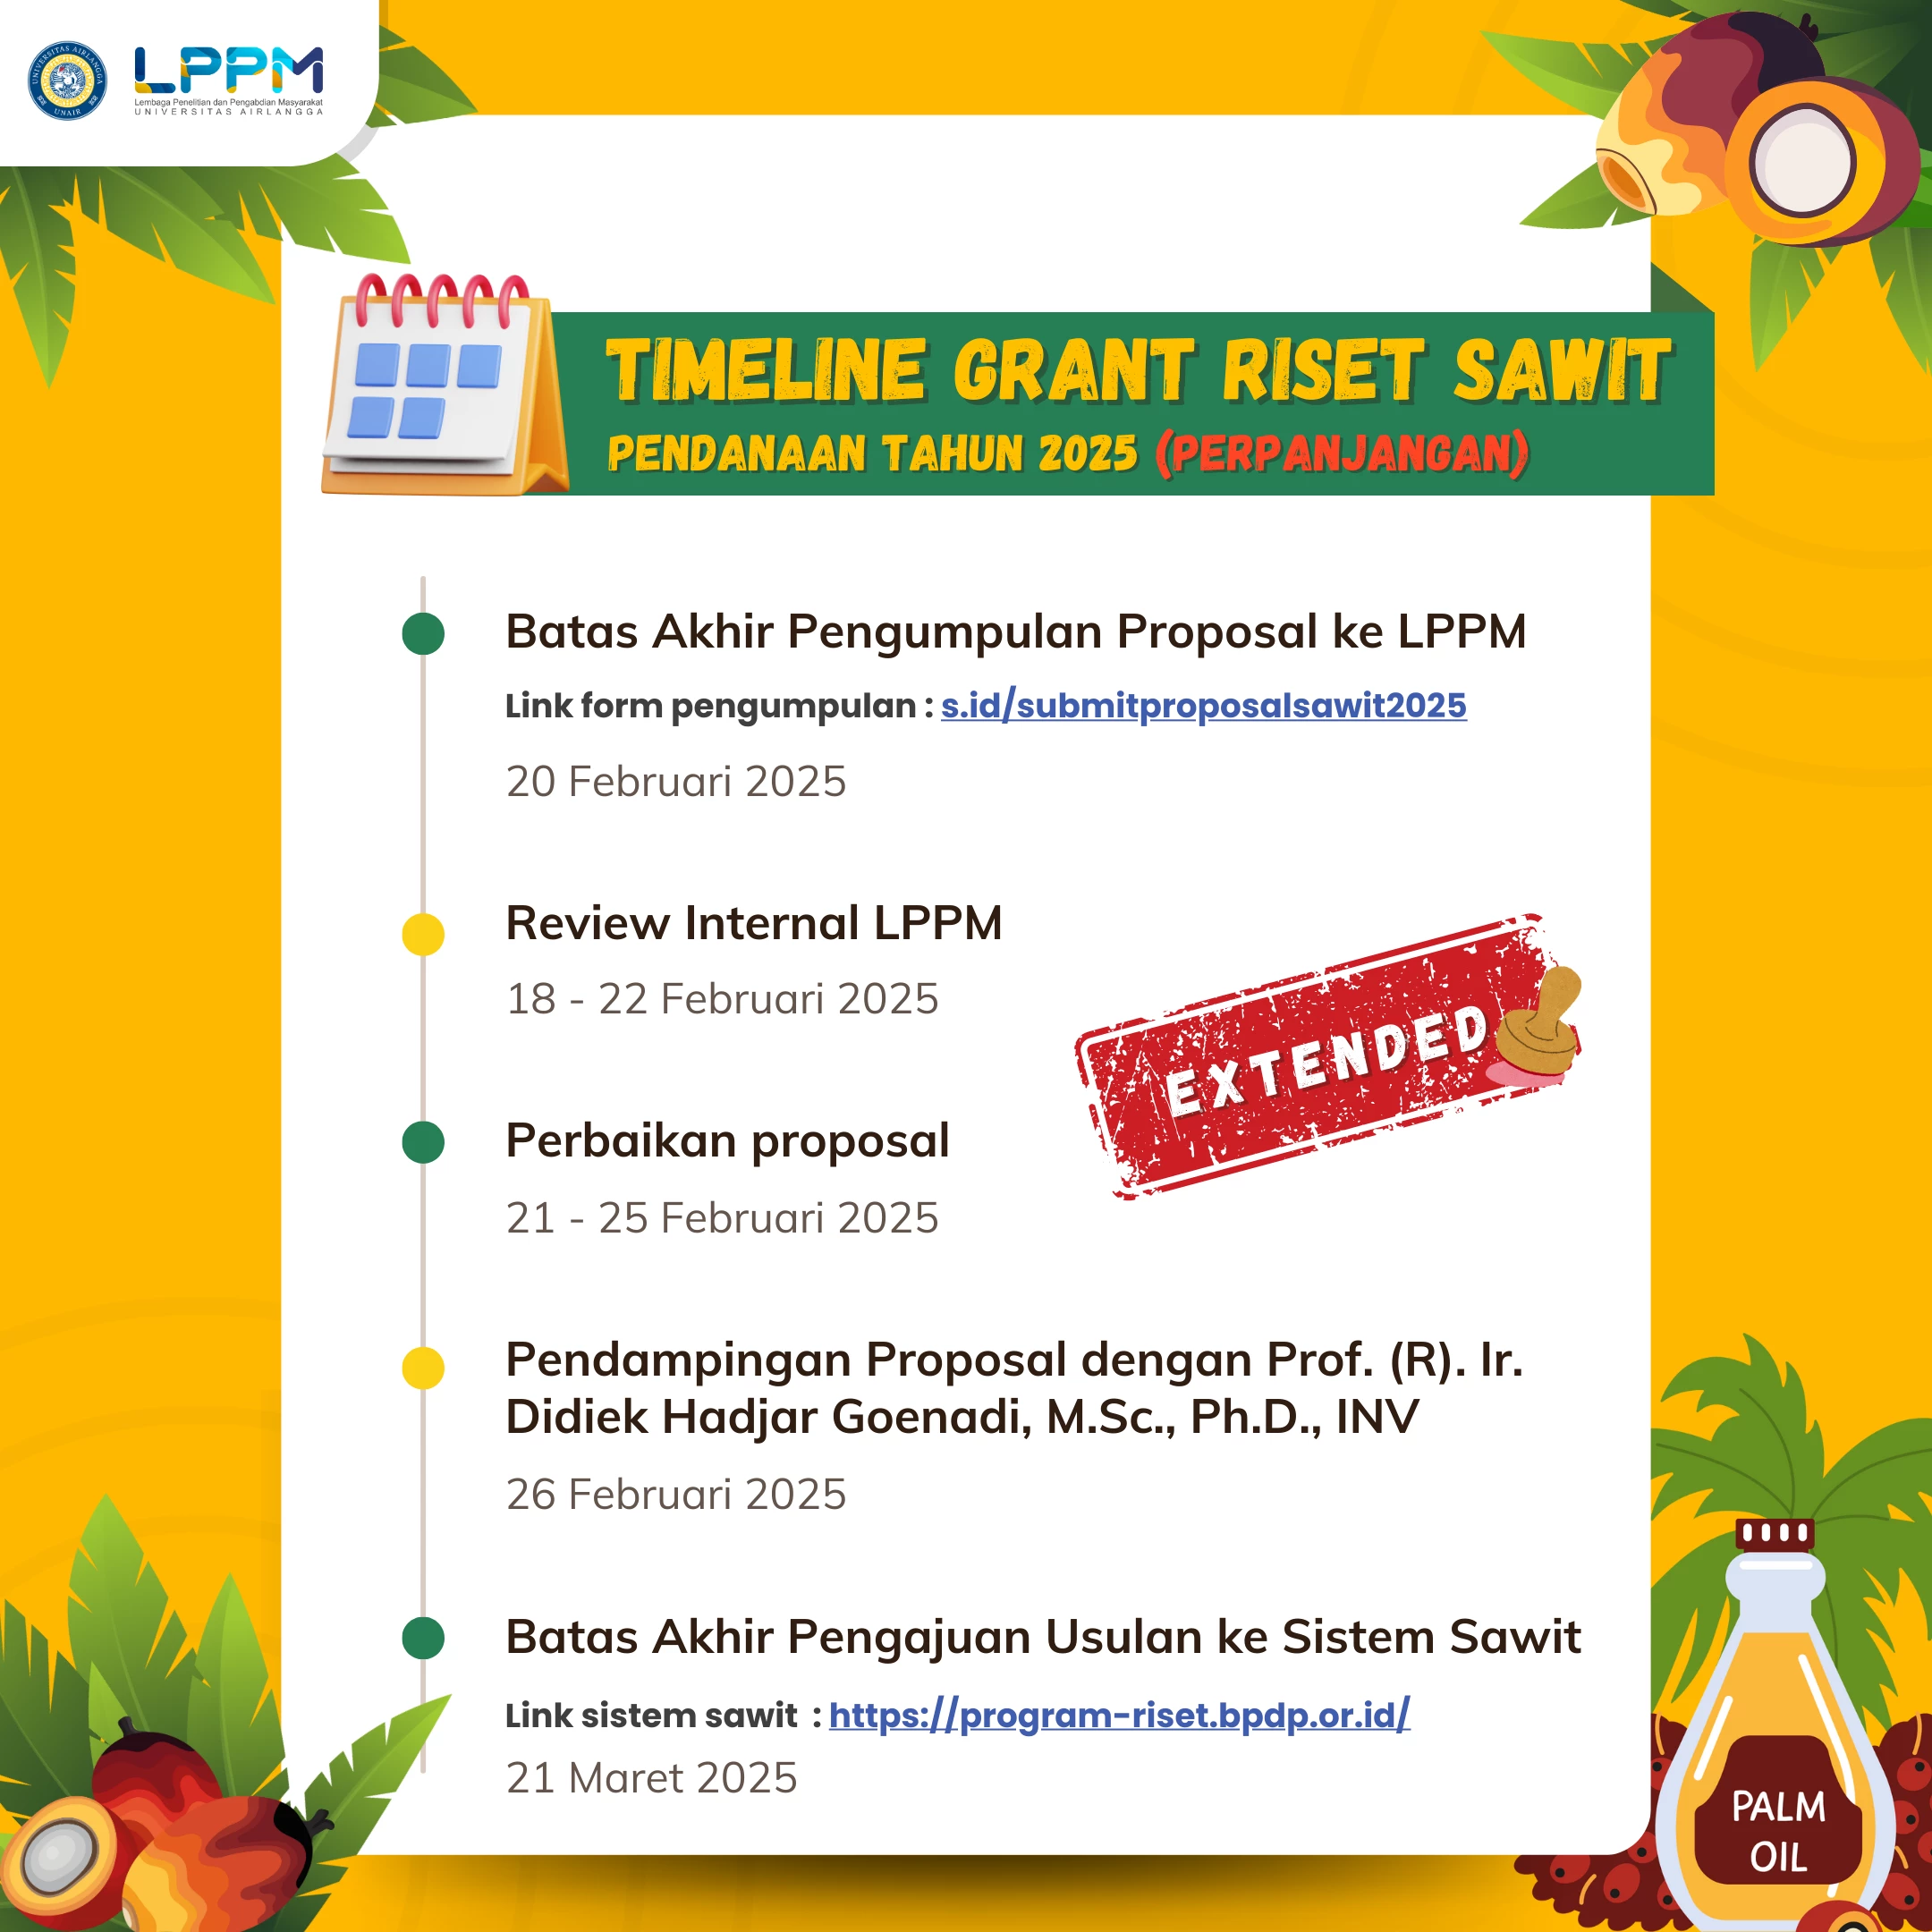 UNIVERSITAS AIRLANGGA
UNAIR
LPPM
Lembaga Penelitian dan Pengabdian Masyarakat
UNIVERSITAS AIRLANGGA
TIMELINE GRANT RISET SAWIT
PENDANAAN TAHUN 2025 (PERPANJANGAN)
Batas Akhir Pengumpulan Proposal ke LPPM
Link form pengumpulan : s.id/submitproposalsawit2025
20 Februari 2025
Review Internal LPPM
18 - 22 Februari 2025
EXTENDED
Perbaikan proposal
21 - 25 Februari 2025
Pendampingan Proposal dengan Prof. (R). Ir.
Didiek Hadjar Goenadi, M.Sc., Ph.D., INV
26 Februari 2025
Batas Akhir Pengajuan Usulan ke Sistem Sawit
Link sistem sawit : https://program-riset.bpdp.or.id/
21 Maret 2025
PALM
OIL